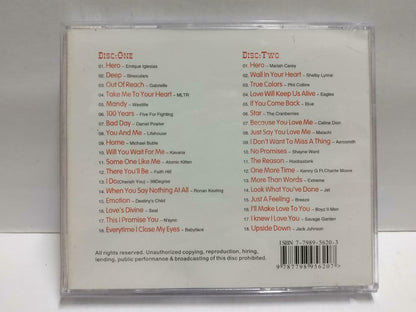 DISC:ONE
01. Hero – Enrique Iglesias
02. Deep – Binoculars
03. Out Of Reach – Gabrielle
04. Take Me To Your Heart – MLTR
05. Mandy – Westlife
06. 100 Years – Five For Fighting
07. Bad Day – Daniel Powter
08. You And Me – Lifehouse
09. Home – Michael Buble
10. Will You Wait For Me – Kavana
11. Some One Like Me – Atomic Kitten
12. There You'll Be – Faith Hill
13. I Do(Cherish You) – 98Degree
14. When You Say Nothing At All – Ronan Keating
15. Emotion – Destiny's Child
16. Love's Divine – Seal
17. This I Promise You – N'sync
18. Everytime I Close My Eyes – Babyface
DISC:TWO
01. Hero – Mariah Carey
02. Wall In Your Heart – Shelby Lynne
03. True Colors – Phil Collins
04. Love Will Keep Us Alive – Eagles
05. If You Come Back – Blue
06. Star – The Cranberries
07. Because You Love Me – Celine Dion
08. Just Say You Love Me – Malachi
09. I Don't Want To Miss A Thing – Aerosmith
10. No Promises – Shayne Ward
11. The Reason – Hoobastank
12. One More Time – Kenny G Ft.Charlie Moore
13. More Than Words – Extreme
14. Look What You've Done – Jet
15. Just A Feeling – Breeze
16. I'll Make Love To You – Boyz II Men
17. I Knew I Love You – Savage Garden
18. Upside Down – Jack Johnson
All rights reserved. Unauthorized copying, reproduction, hiring,
lending, public performance & broadcasting of this disc prohibited.
ISBN 7-7989-3620-3
9 787798 936207